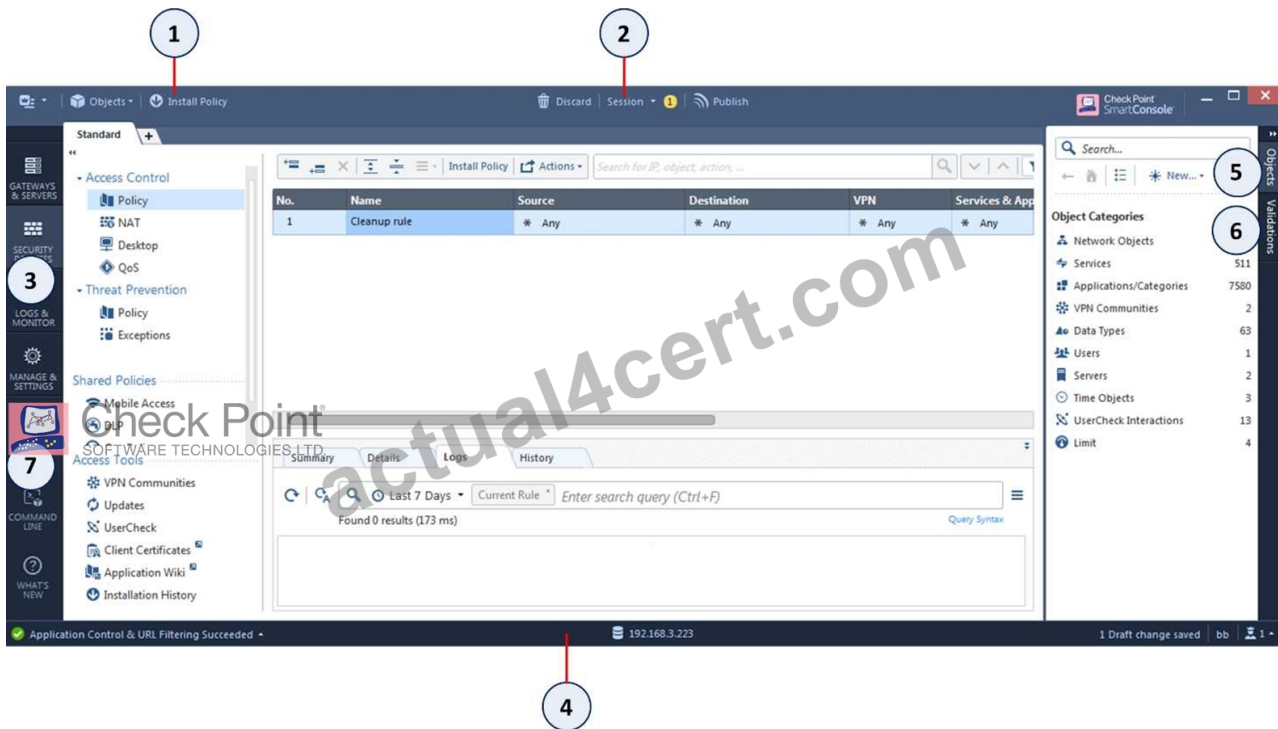 1
2
Objects
Install Policy
Discard
Session
1
Publish
Check Point
SmartConsole
Standard
+
GATEWAYS
& SERVERS
SECURITY
3
LOGS &
MONITOR
MANAGE &
SETTINGS
7
COMMAND
LINE
WHAT'S
NEW
Access Control
Policy
NAT
Desktop
QoS
Threat Prevention
Policy
Exceptions
Shared Policies
Mobile Access
DLP
Check Point
SOFTWARE TECHNOLOGIES LTD
Access Tools
VPN Communities
Updates
UserCheck
Client Certificates
Application Wiki
Installation History
Install Policy
Actions
Search for IP, object, action, ...
No. Name Source Destination VPN Services & App
1 Cleanup rule * Any * Any * Any * Any
actual4cert.com
Summary Details Logs History
Last 7 Days
Current Rule
Enter search query (Ctrl+F)
Found 0 results (173 ms)
Query Syntax
Search...
New...
5
Objects
6
Validations
Object Categories
Network Objects
Services 511
Applications/Categories 7580
VPN Communities 2
Data Types 63
Users 1
Servers 2
Time Objects 3
UserCheck Interactions 13
Limit 4
Application Control & URL Filtering Succeeded
192.168.3.223
1 Draft change saved
bb
1
4